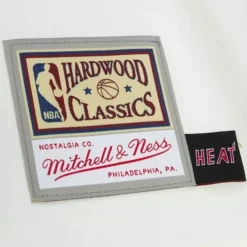 HARDWOOD
NBA
CLASSICS
NOSTALGIA CO.
Mitchell & Ness
PHILADELPHIA, PA.
HEAT